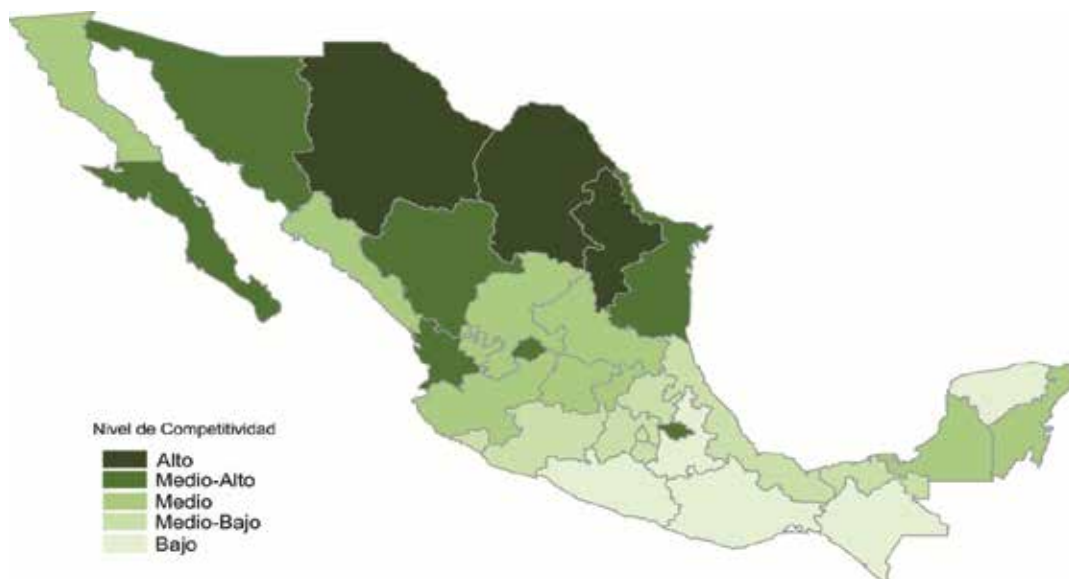 Nivel de Competitividad
Alto
Medio-Alto
Medio
Medio-Bajo
Bajo